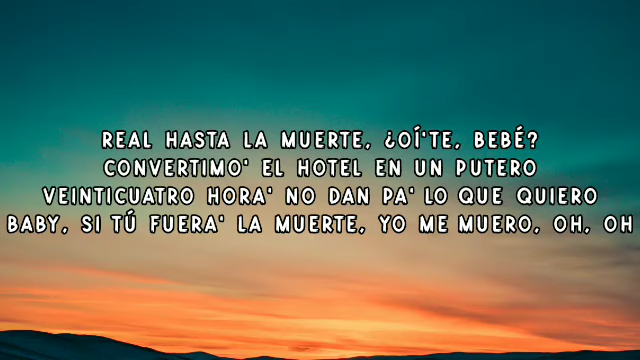 REAL HASTA LA MUERTE, ¿OÍ'TE, BEBÉ?
CONVERTIMO' EL HOTEL EN UN PUTERO
VEINTICUATRO HORA' NO DAN PA' LO QUE QUIERO
BABY, SI TÚ FUERA' LA MUERTE, YO ME MUERO, OH, OH